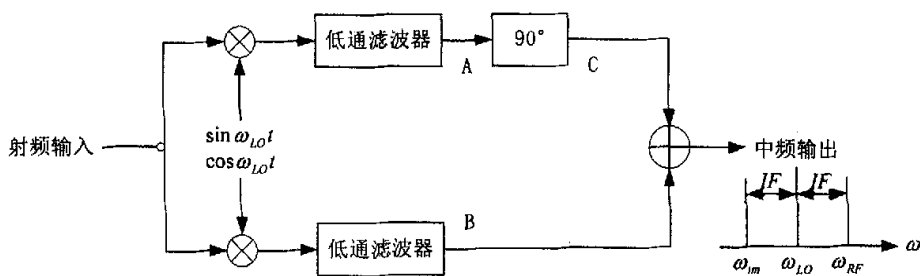 低通滤波器
90°
A
C
射频输入
sin ω_LO t
cos ω_LO t
中频输出
IF
IF
B
低通滤波器
ω_im
ω_LO
ω_RF
ω